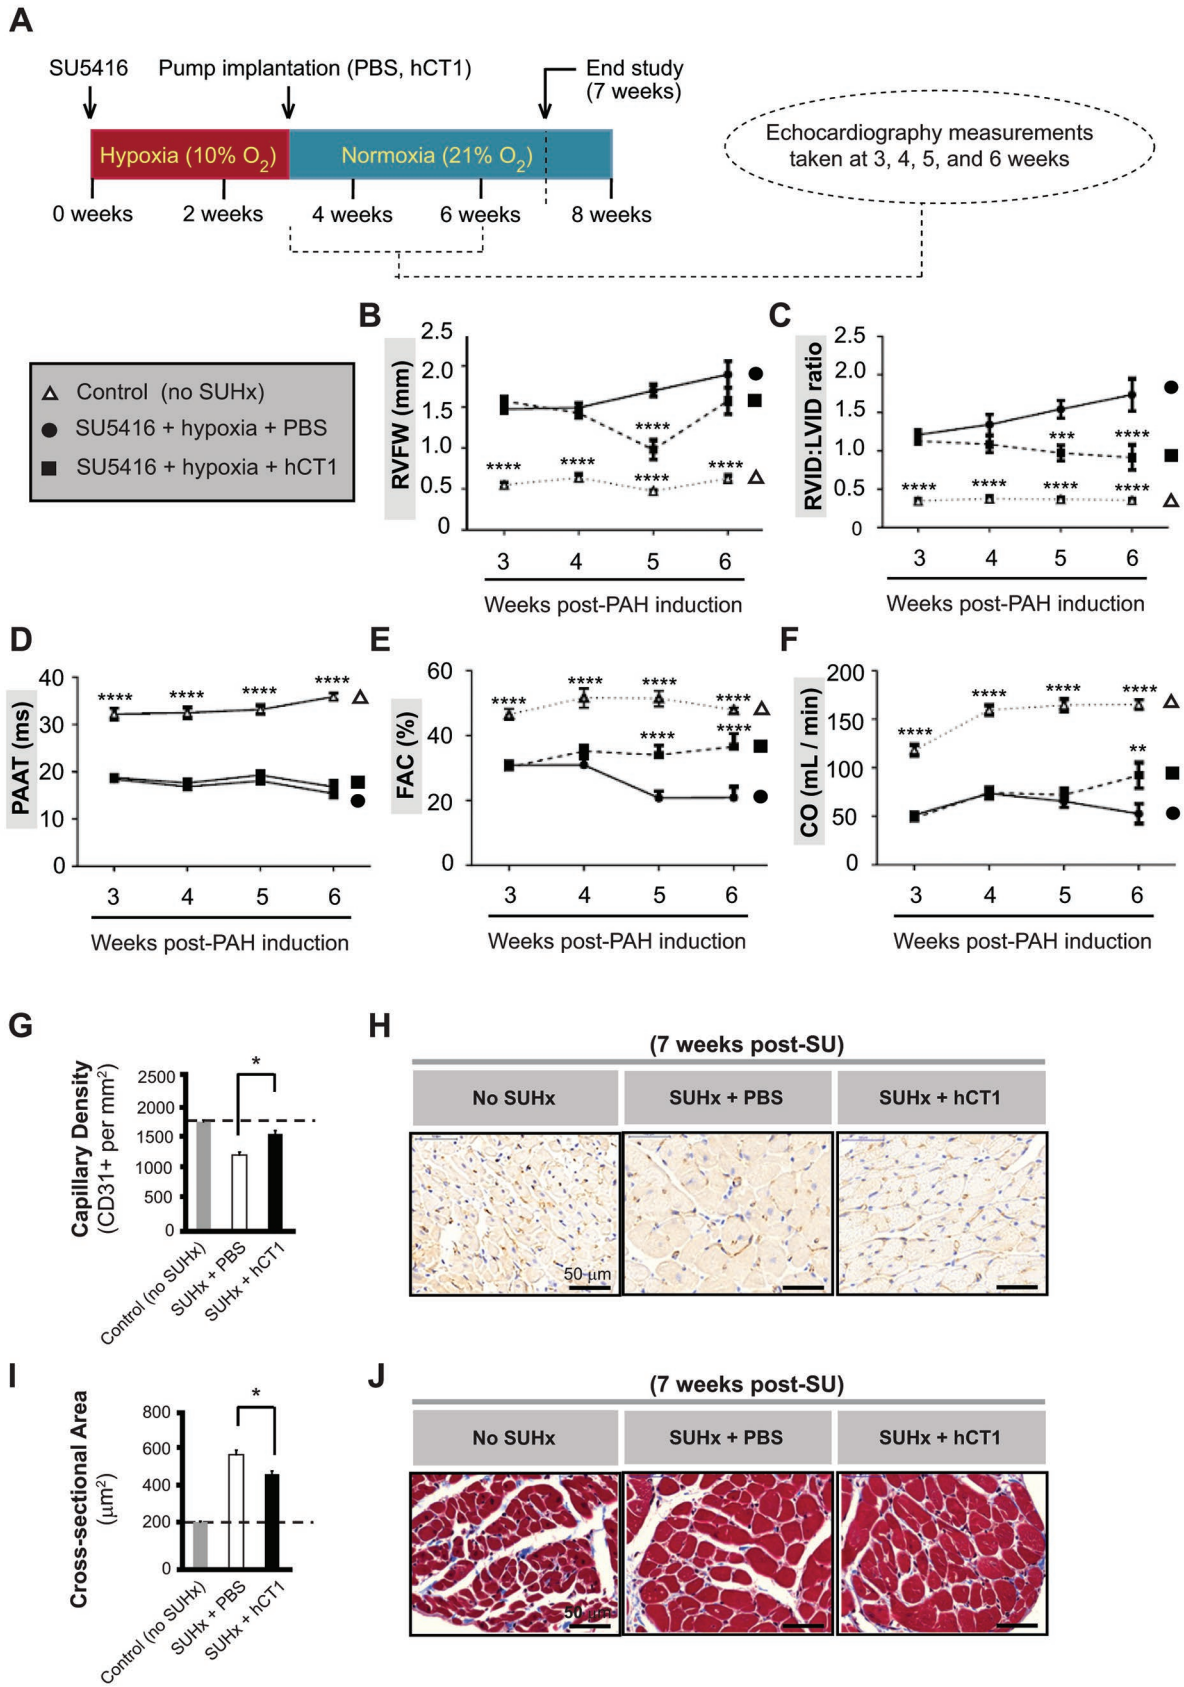 A
SU5416
Pump implantation (PBS, hCT1)
End study
(7 weeks)
Hypoxia (10% O2)
Normoxia (21% O2)
0 weeks
2 weeks
4 weeks
6 weeks
8 weeks
Echocardiography measurements
taken at 3, 4, 5, and 6 weeks
Control (no SUHx)
SU5416 + hypoxia + PBS
SU5416 + hypoxia + hCT1
B
RVFW (mm)
2.5
2.0
1.5
1.0
0.5
0
****
****
****
****
****
3 4 5 6
Weeks post-PAH induction
C
RVID:LVID ratio
2.5
2.0
1.5
1.0
0.5
0
***
****
****
****
****
****
3 4 5 6
Weeks post-PAH induction
D
PAAT (ms)
40
30
20
10
0
****
****
****
****
3 4 5 6
Weeks post-PAH induction
E
FAC (%)
60
40
20
0
****
****
****
****
****
****
3 4 5 6
Weeks post-PAH induction
F
CO (mL / min)
200
150
100
50
0
****
****
****
****
**
3 4 5 6
Weeks post-PAH induction
G
Capillary Density
(CD31+ per mm2)
2500
2000
1500
1000
500
0
*
Control (no SUHx)
SUHx + PBS
SUHx + hCT1
H
(7 weeks post-SU)
No SUHx
SUHx + PBS
SUHx + hCT1
50 µm
I
Cross-sectional Area
(µm2)
800
600
400
200
0
*
Control (no SUHx)
SUHx + PBS
SUHx + hCT1
J
(7 weeks post-SU)
No SUHx
SUHx + PBS
SUHx + hCT1
50 µm